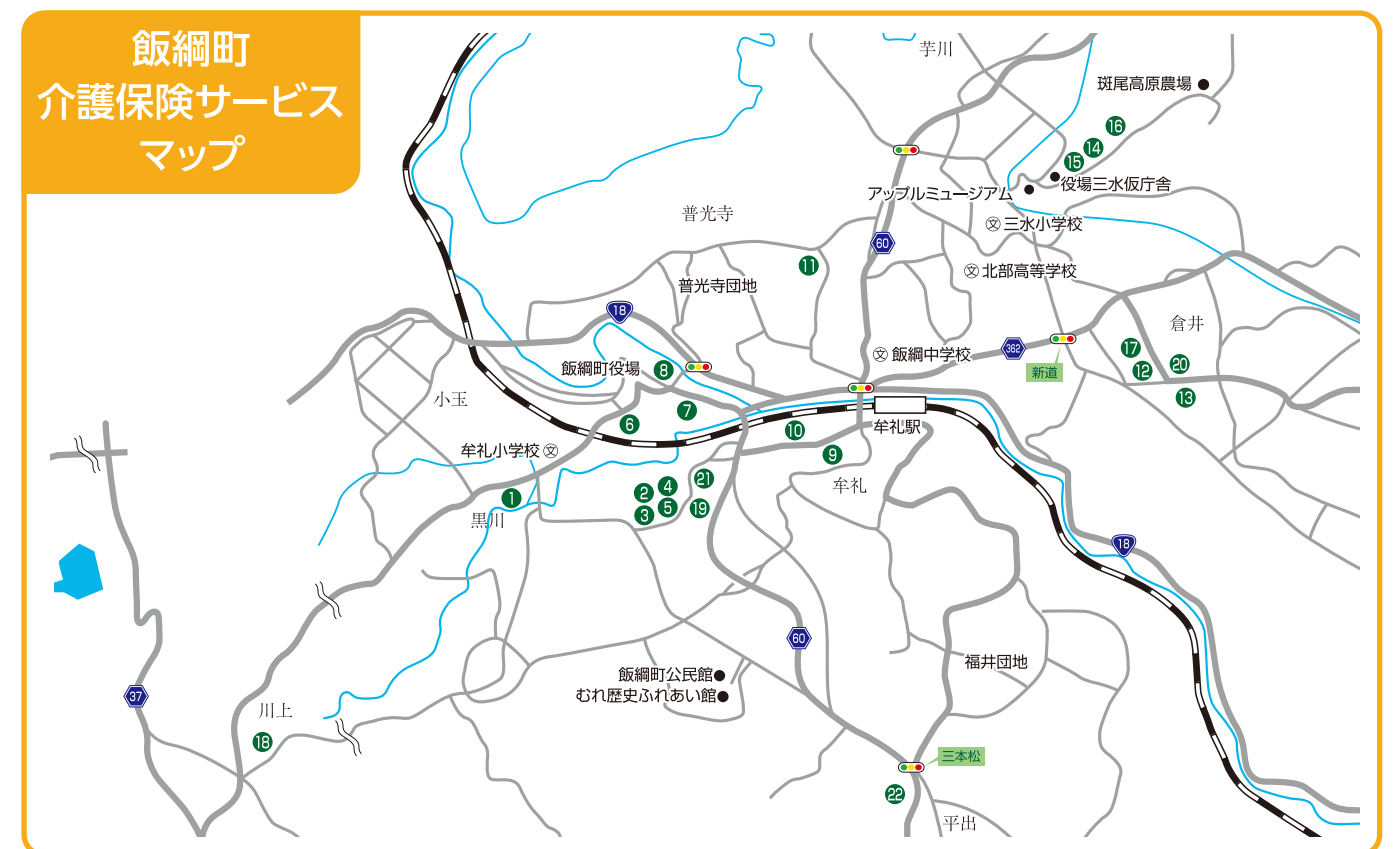 飯綱町
介護保険サービス
マップ
芋川
斑尾高原農場
16
14
15
役場三水仮庁舎
アップルミュージアム
普光寺
文 三水小学校
60
11
文 北部高等学校
普光寺団地
18
倉井
362
文 飯綱中学校
17
飯綱町役場
8
新道
12
20
13
小玉
7
6
10
牟礼駅
牟礼小学校 文
9
21
牟礼
4
2
1
5
19
3
黒川
18
60
福井団地
飯綱町公民館
むれ歴史ふれあい館
37
川上
18
三本松
22
平出